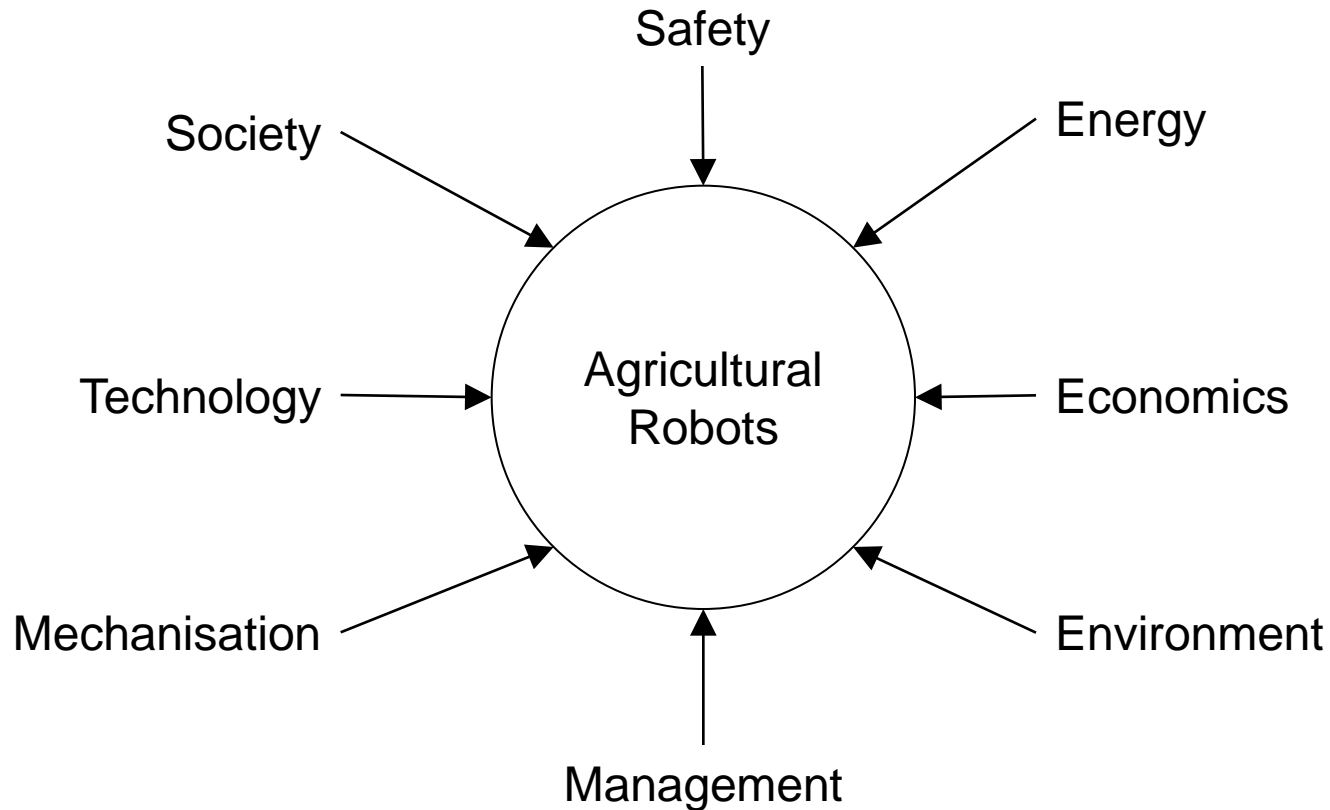 Safety
Society
Energy
Technology
Agricultural
Robots
Economics
Mechanisation
Environment
Management